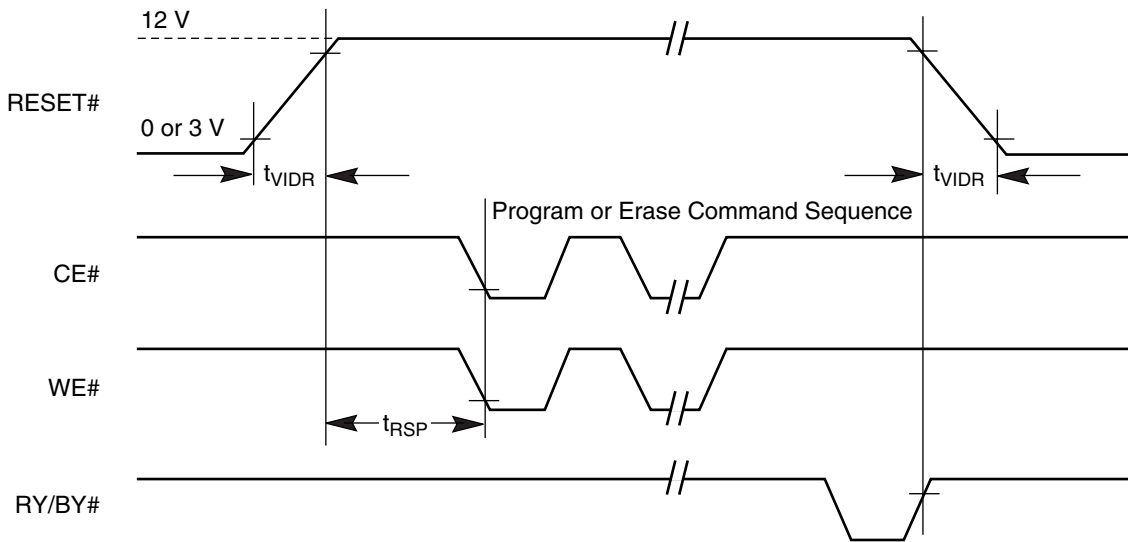 12 V
RESET#
0 or 3 V
tVIDR
tVIDR
Program or Erase Command Sequence
CE#
WE#
tRSP
RY/BY#